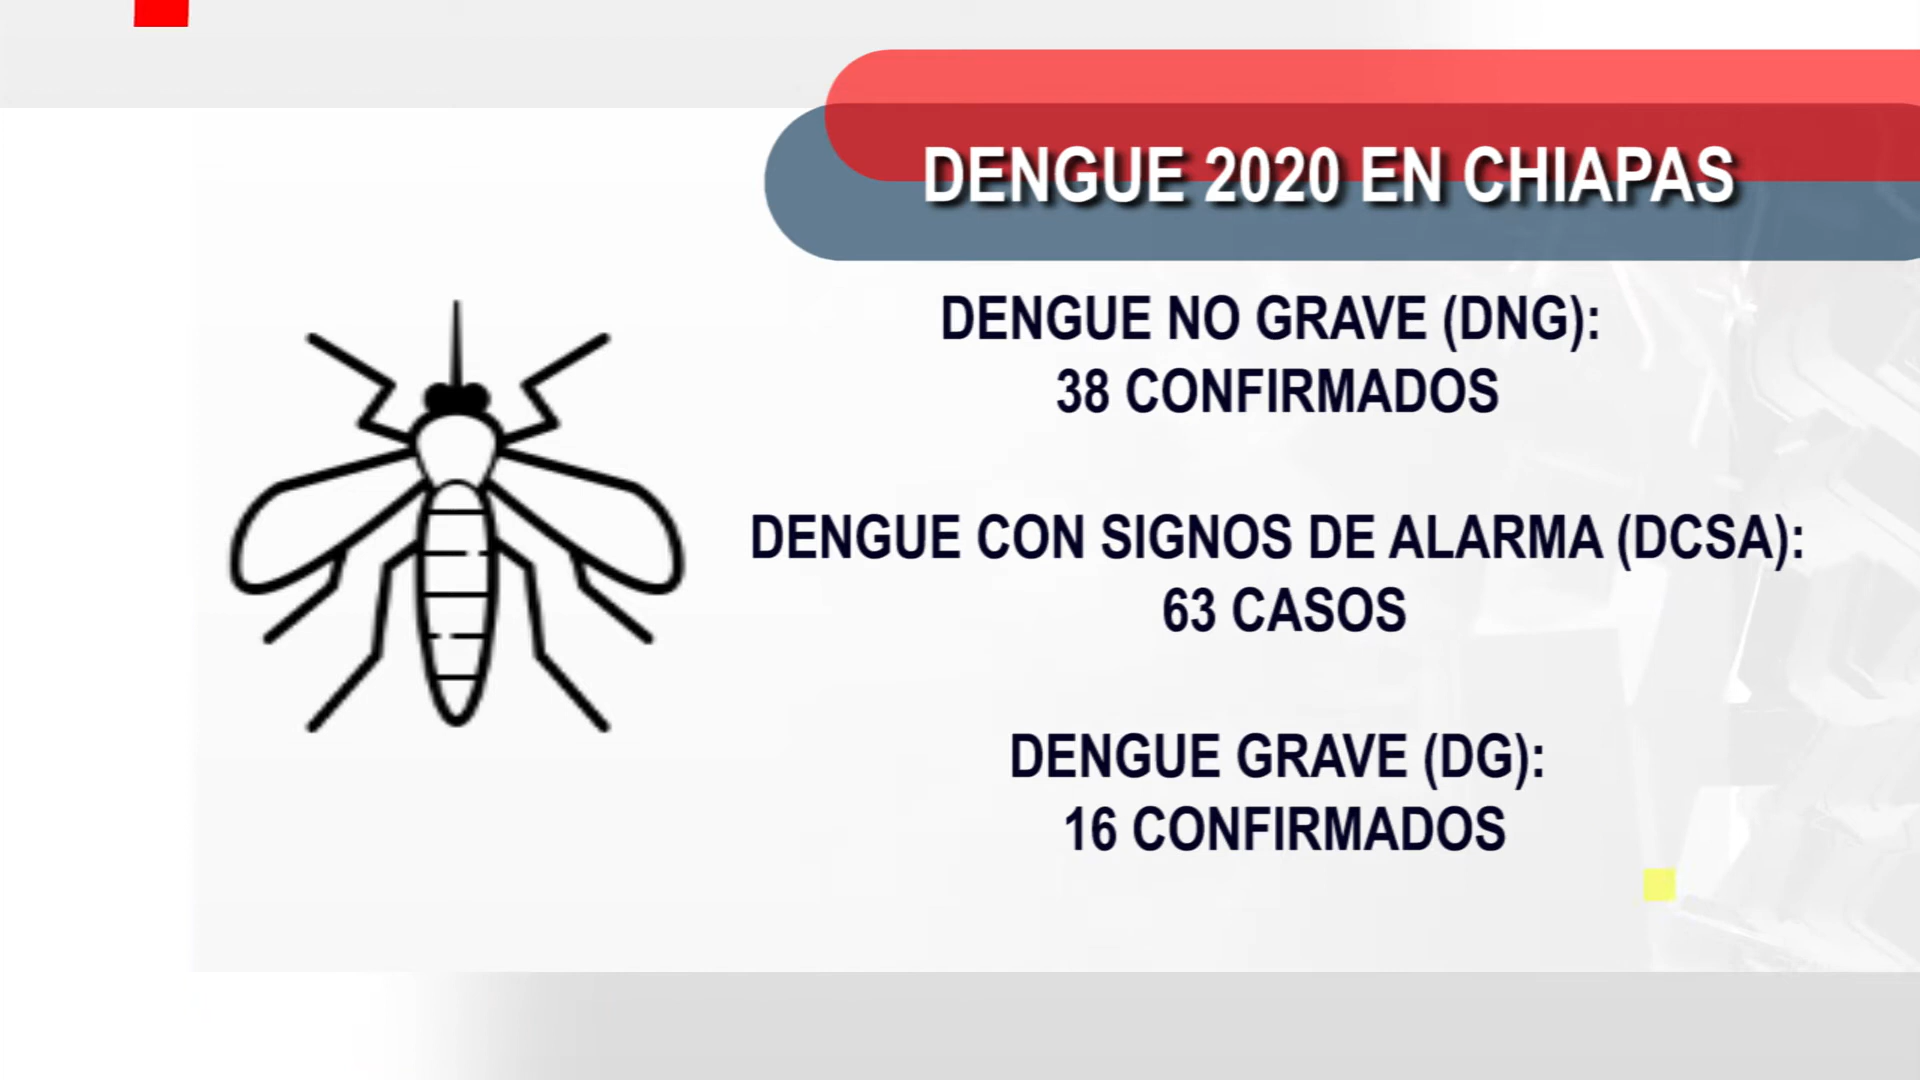 DENGUE 2020 EN CHIAPAS
DENGUE NO GRAVE (DNG):
38 CONFIRMADOS
DENGUE CON SIGNOS DE ALARMA (DCSA):
63 CASOS
DENGUE GRAVE (DG):
16 CONFIRMADOS